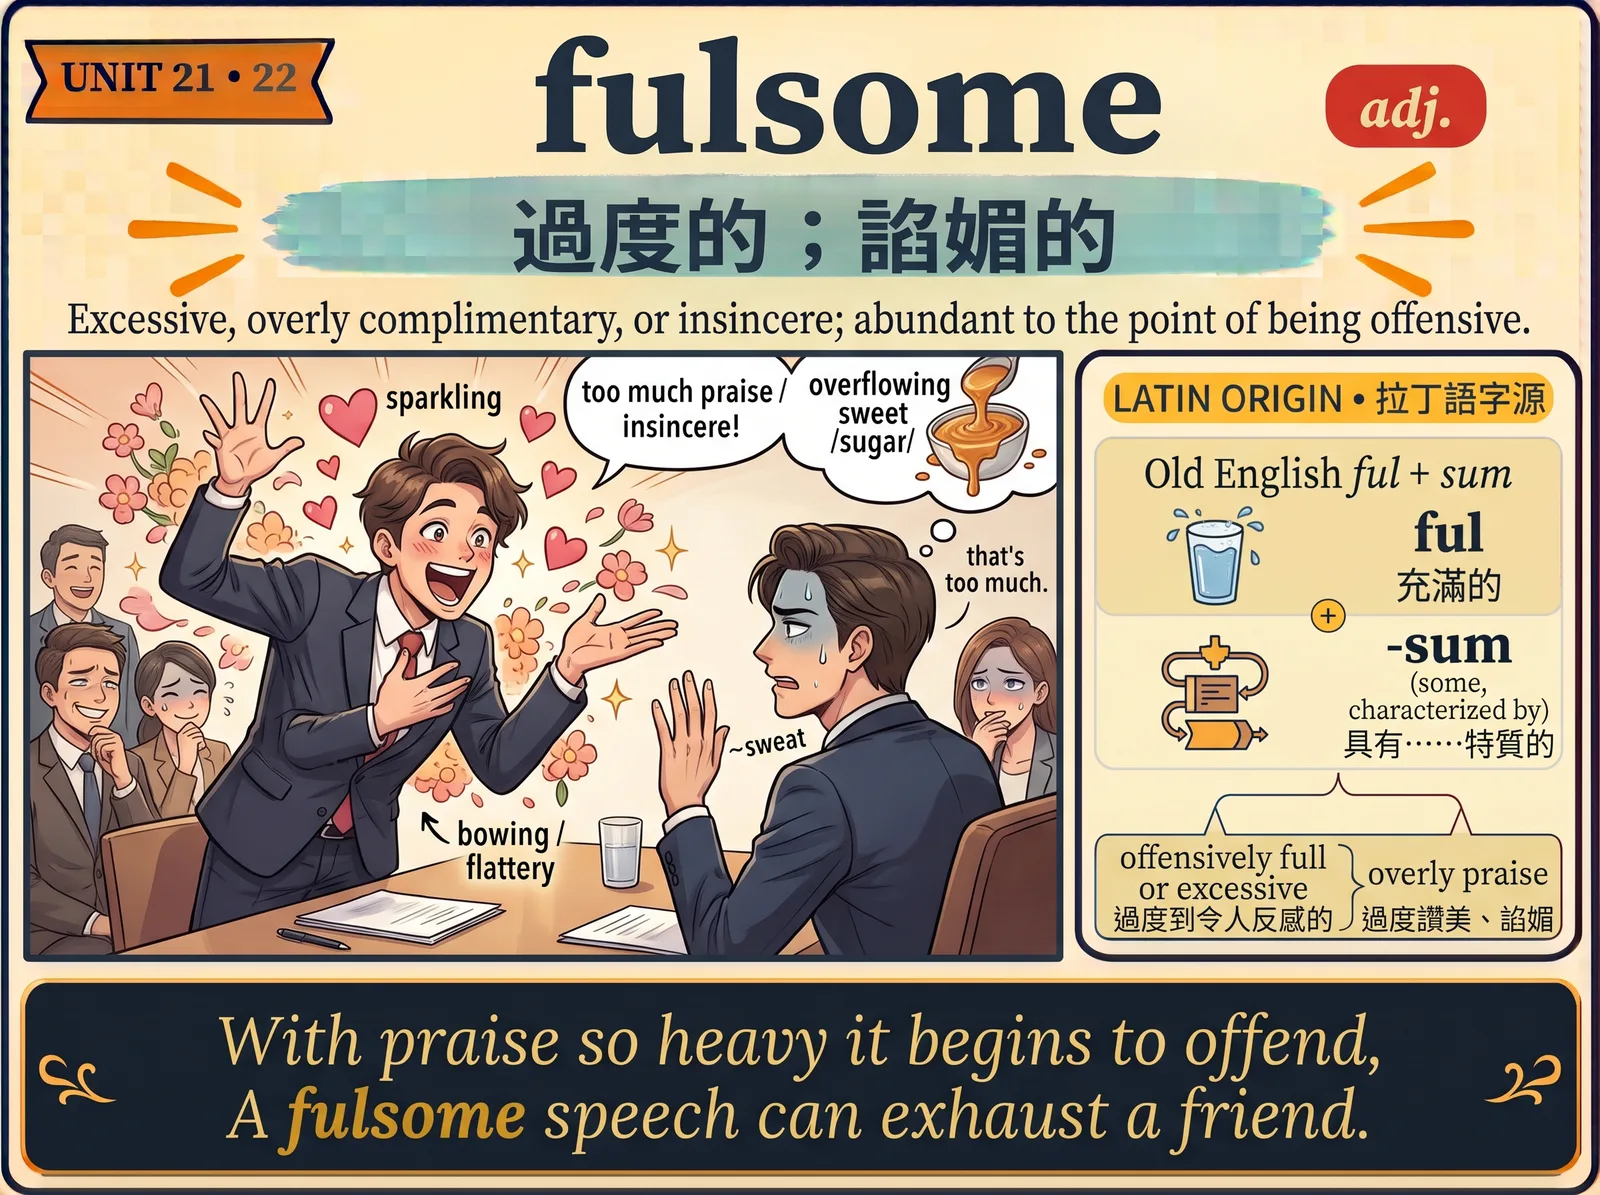 UNIT 21 • 22
fulsome
adj.
過度的；諂媚的
Excessive, overly complimentary, or insincere; abundant to the point of being offensive.
sparkling
too much praise /
insincere!
overflowing
sweet
/sugar/
that's
too much.
~sweat
bowing /
flattery
LATIN ORIGIN • 拉丁語字源
Old English ful + sum
ful
充滿的
+
-sum
(some,
characterized by)
具有⋯⋯特質的
offensively full
or excessive
過度到令人反感的
overly praise
過度讚美、諂媚
With praise so heavy it begins to offend,
A fulsome speech can exhaust a friend.